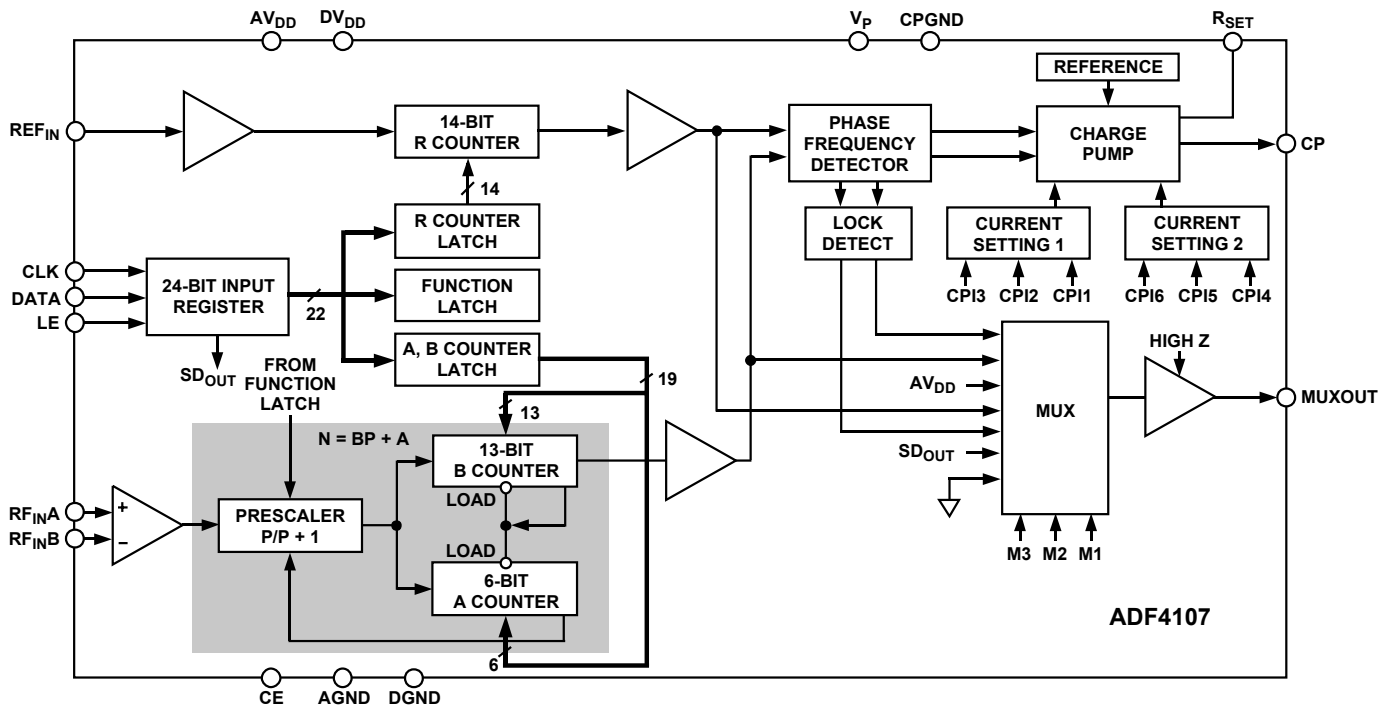 AVDD
DVDD
VP
CPGND
RSET
REFERENCE
REFIN
14-BIT
R COUNTER
PHASE
FREQUENCY
DETECTOR
CHARGE
PUMP
CP
14
R COUNTER
LATCH
LOCK
DETECT
CURRENT
SETTING 1
CURRENT
SETTING 2
CLK
DATA
LE
24-BIT INPUT
REGISTER
22
FUNCTION
LATCH
CPI3
CPI2
CPI1
CPI6
CPI5
CPI4
SDOUT
A, B COUNTER
LATCH
FROM
FUNCTION
LATCH
19
13
HIGH Z
AVDD
MUX
MUXOUT
SDOUT
N = BP + A
13-BIT
B COUNTER
LOAD
RFINA
RFINB
+
–
PRESCALER
P/P + 1
LOAD
6-BIT
A COUNTER
M3
M2
M1
6
ADF4107
CE
AGND
DGND